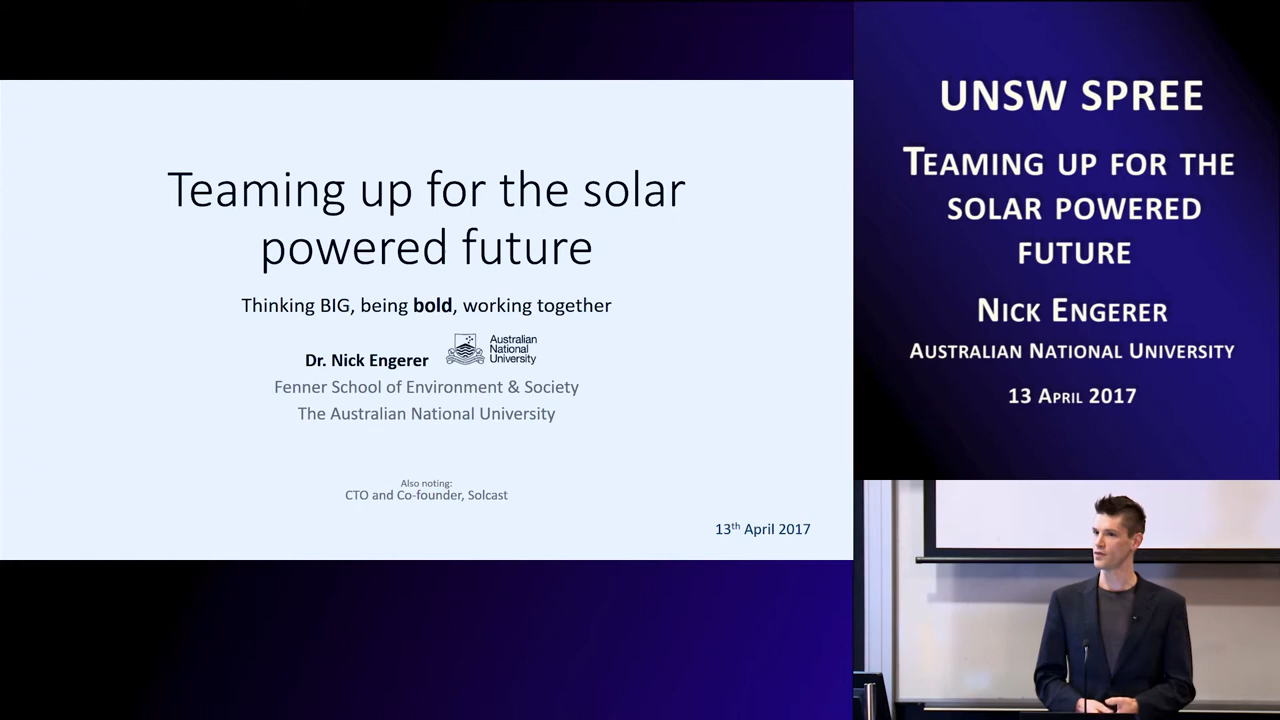 Teaming up for the solar
powered future
Thinking BIG, being bold, working together
Dr. Nick Engerer
Australian
National
University
Fenner School of Environment & Society
The Australian National University
Also noting:
CTO and Co-founder, Solcast
13th April 2017
UNSW SPREE
TEAMING UP FOR THE
SOLAR POWERED
FUTURE
NICK ENGERER
AUSTRALIAN NATIONAL UNIVERSITY
13 APRIL 2017